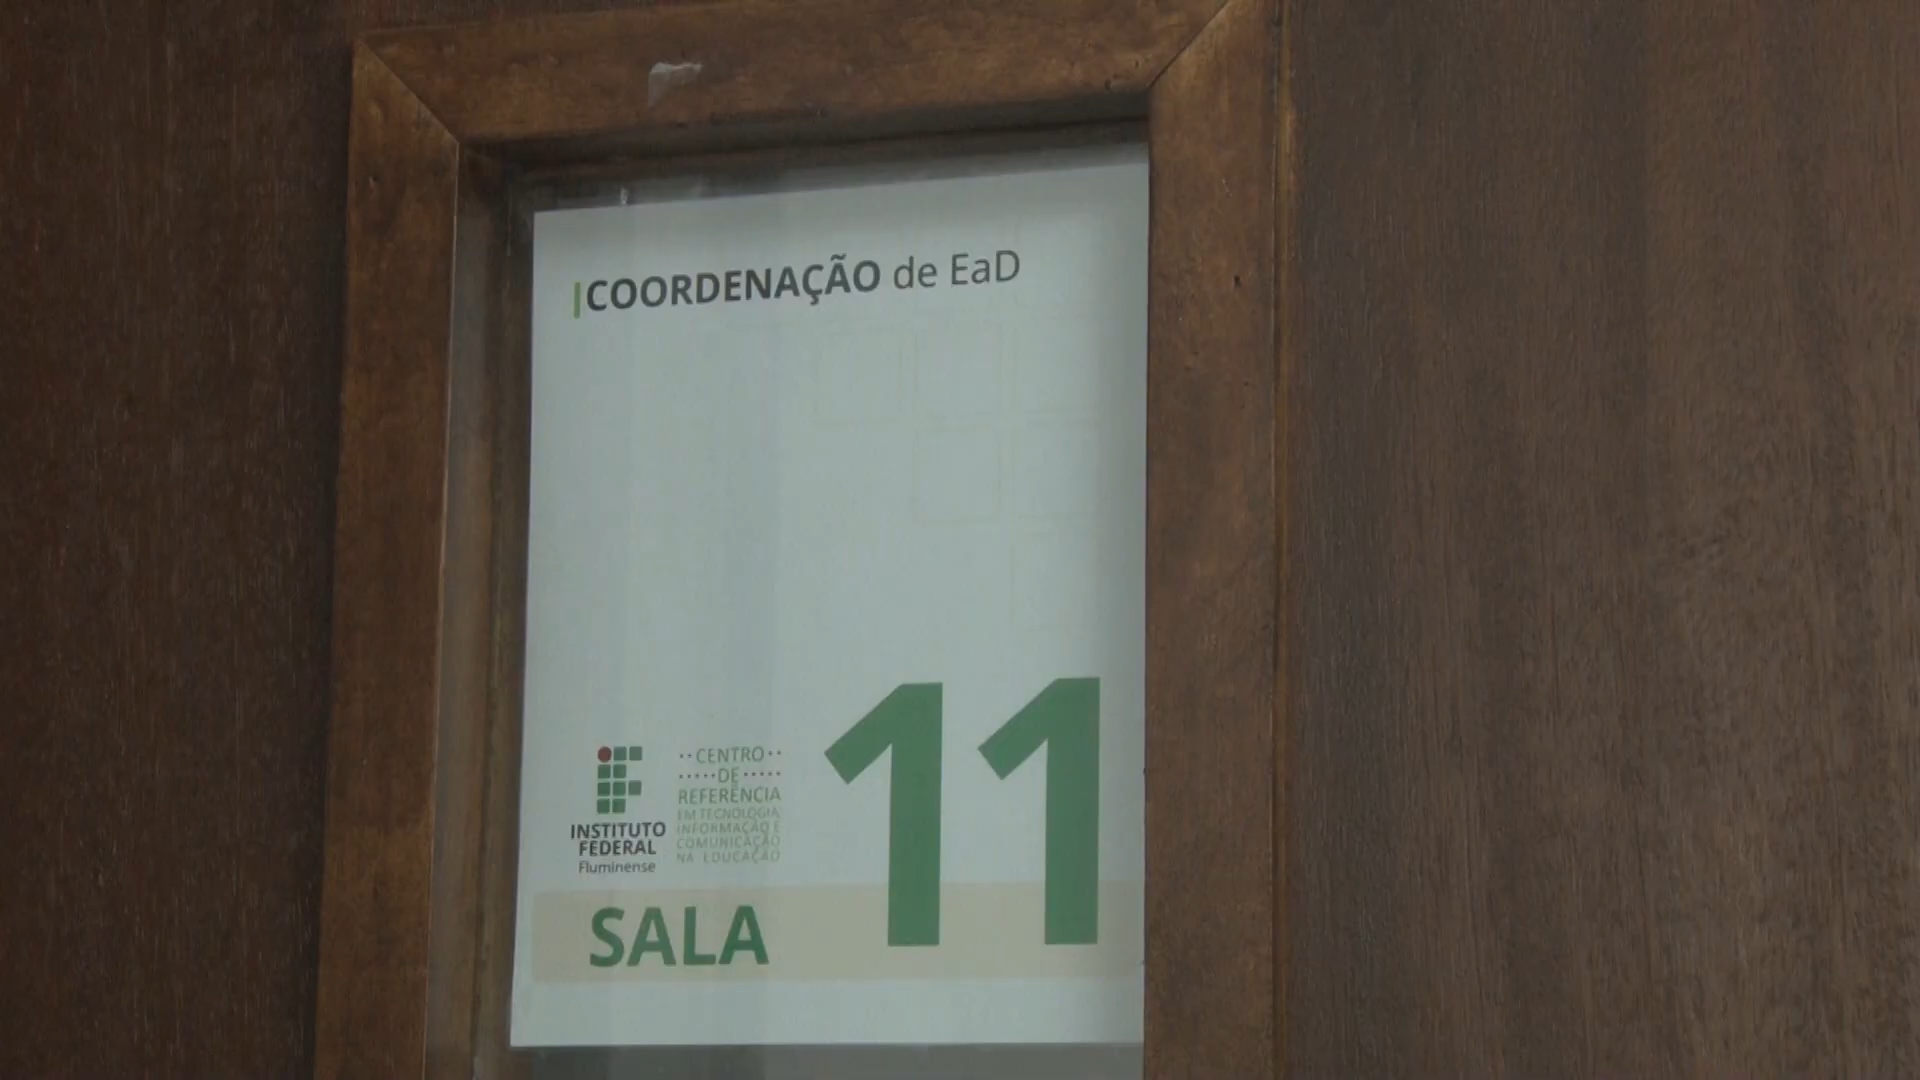 COORDENAÇÃO de EaD
INSTITUTO
FEDERAL
Fluminense
CENTRO
DE
REFERÊNCIA
EM TECNOLOGIA,
INFORMAÇÃO E
COMUNICAÇÃO
NA EDUCAÇÃO
SALA 11